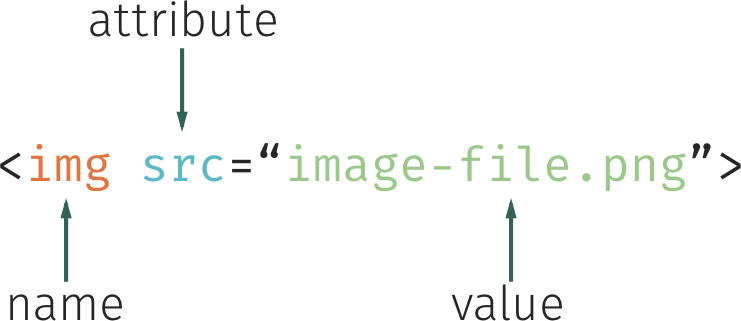 attribute
<img src=“image-file.png”>
name value